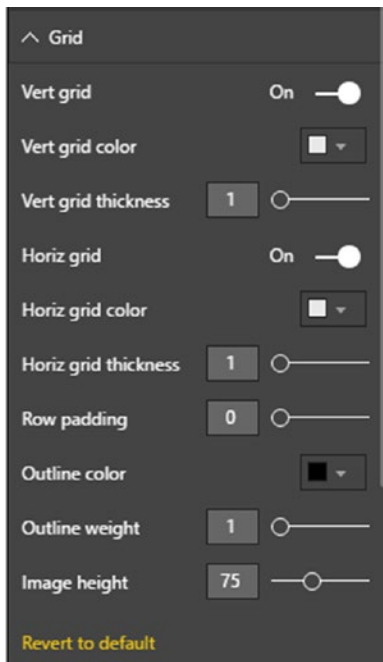 Grid
Vert grid On
Vert grid color
Vert grid thickness 1
Horiz grid On
Horiz grid color
Horiz grid thickness 1
Row padding 0
Outline color
Outline weight 1
Image height 75
Revert to default